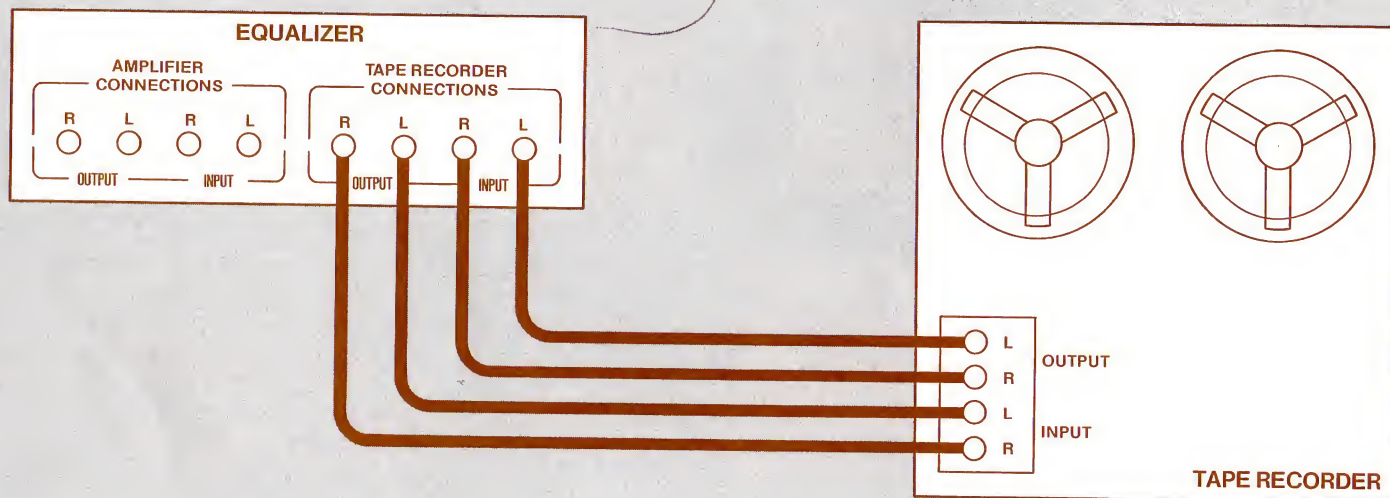 EQUALIZER
AMPLIFIER
CONNECTIONS
R L R L
OUTPUT INPUT
TAPE RECORDER
CONNECTIONS
R L R L
OUTPUT INPUT
L
OUTPUT
R
L
INPUT
R
TAPE RECORDER